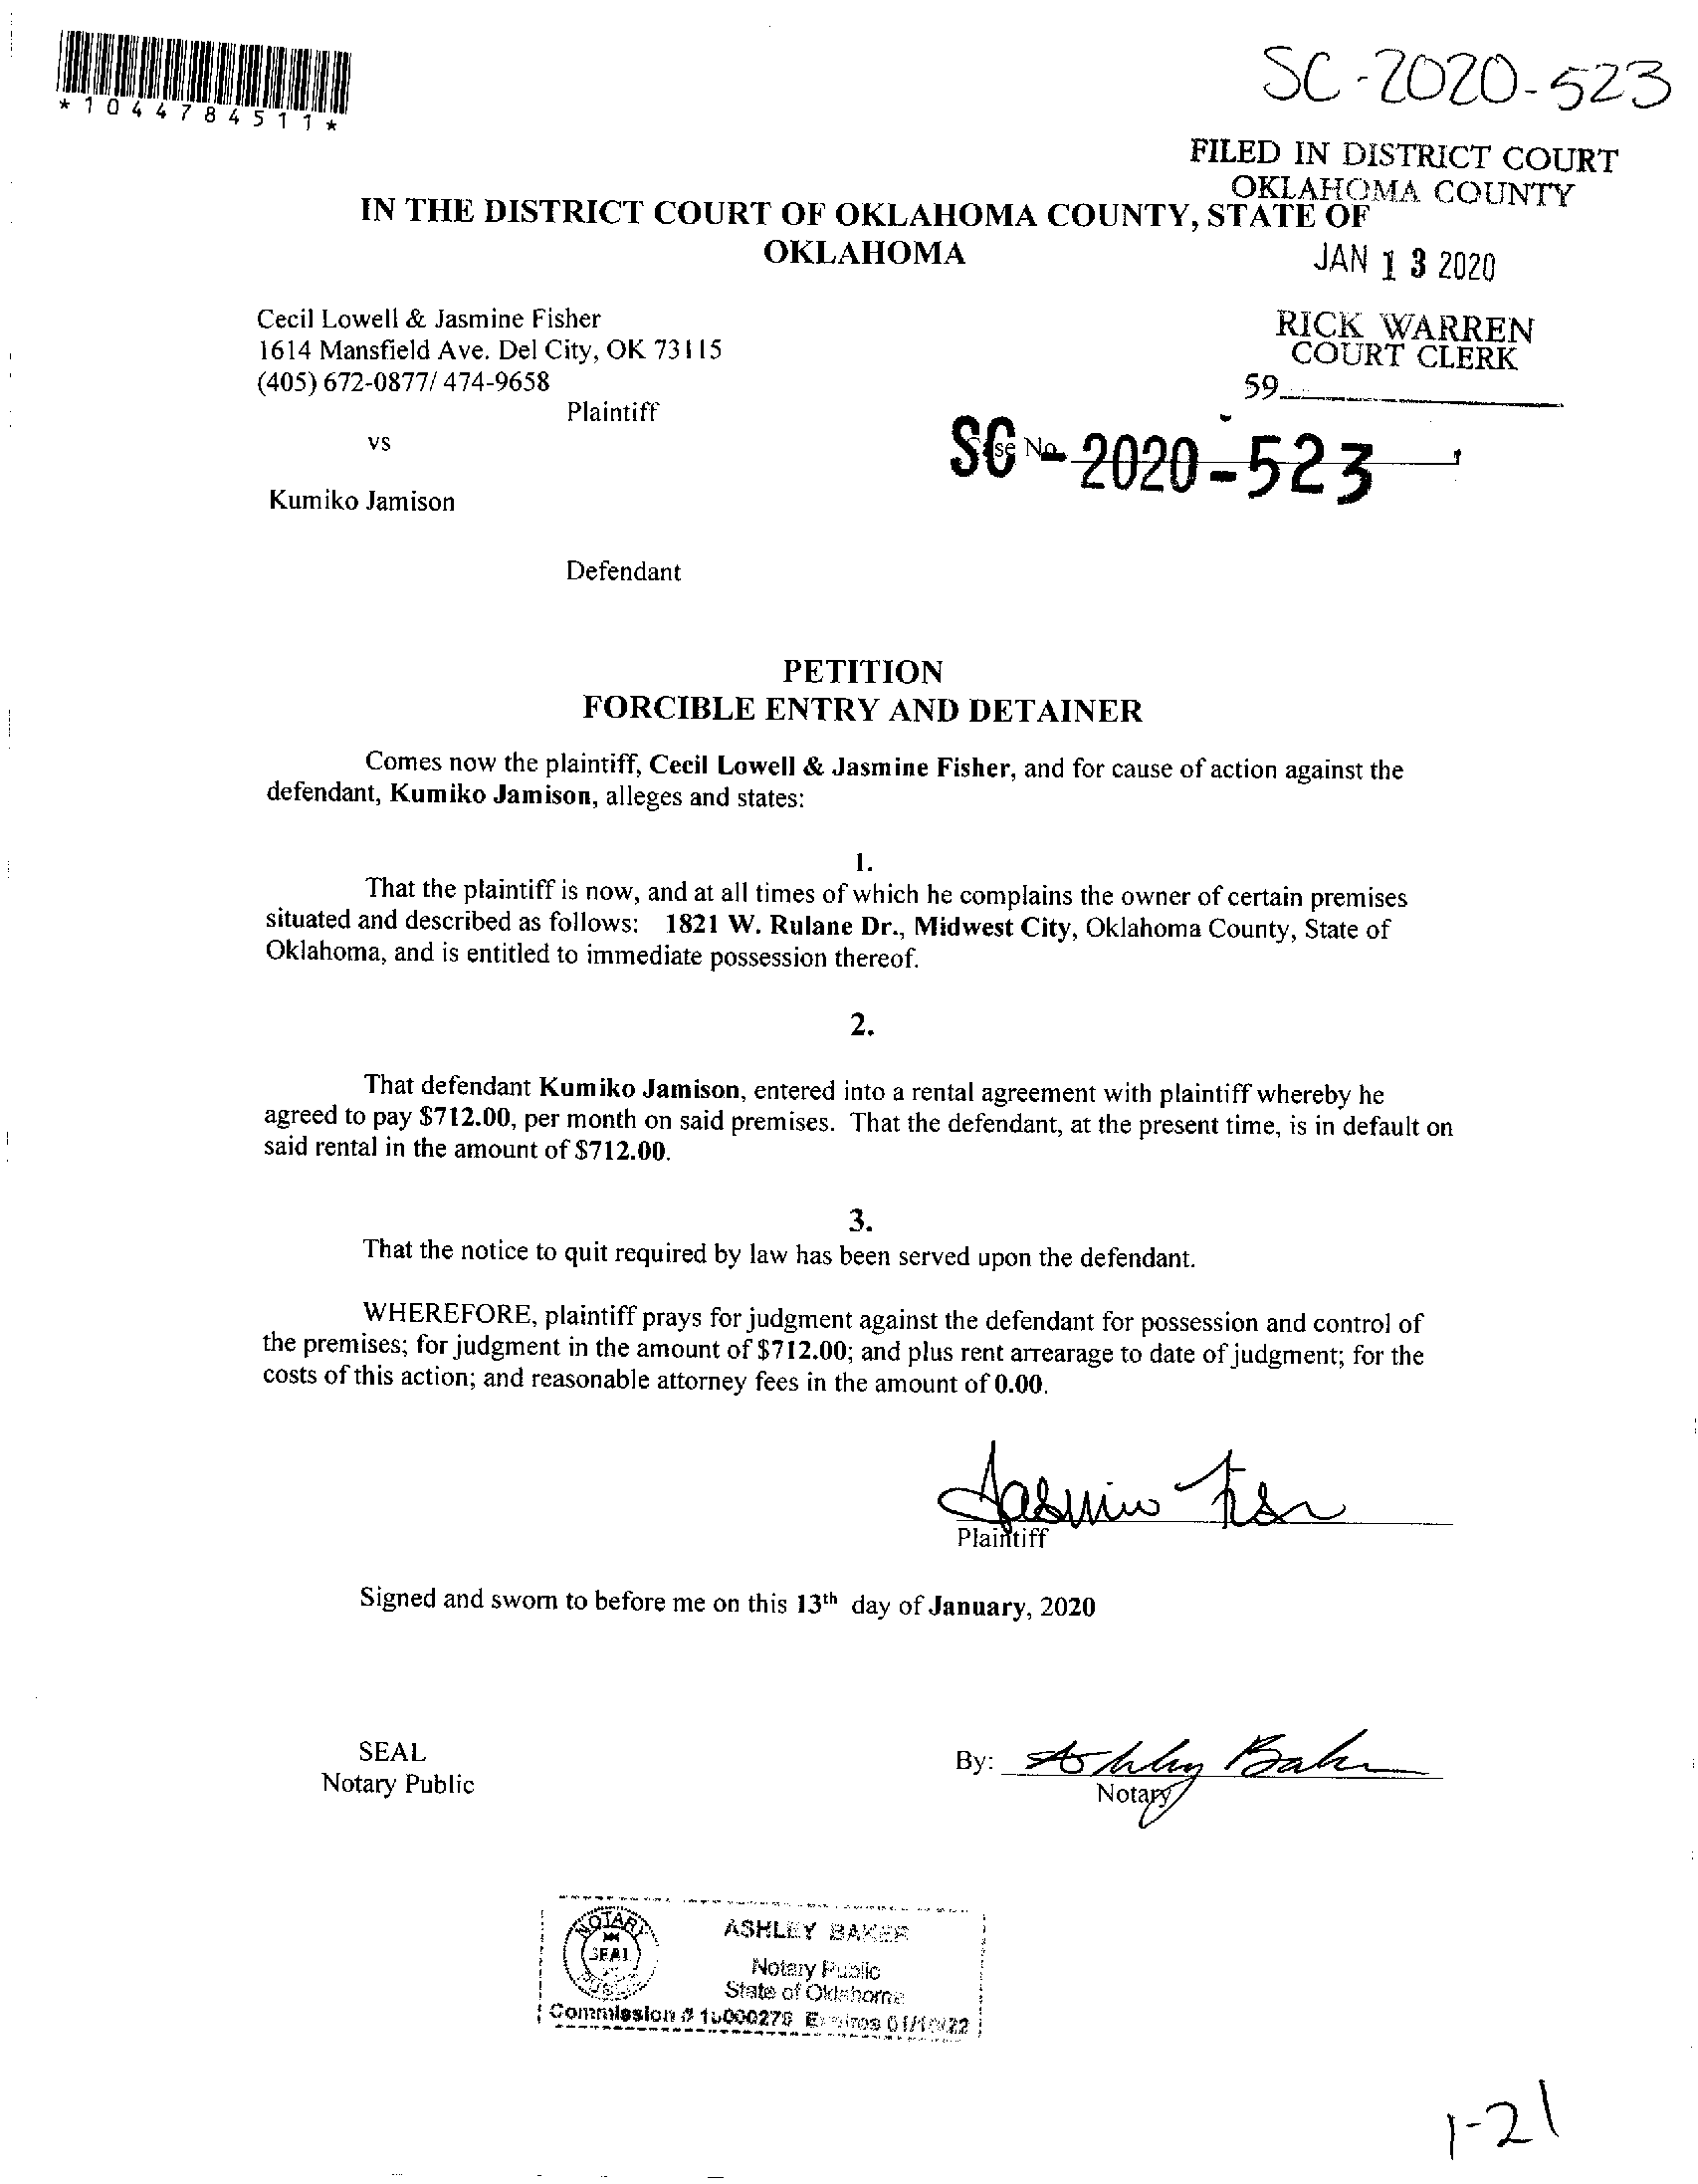 SC-2020-523
*1044784511*
FILED IN DISTRICT COURT
OKLAHOMA COUNTY
IN THE DISTRICT COURT OF OKLAHOMA COUNTY, STATE OF
OKLAHOMA
JAN 13 2020
Cecil Lowell & Jasmine Fisher
1614 Mansfield Ave. Del City, OK 73115
(405) 672-0877/ 474-9658
RICK WARREN
COURT CLERK
59
Plaintiff
vs
SC - 2020-523
Kumiko Jamison
Defendant
PETITION
FORCIBLE ENTRY AND DETAINER
Comes now the plaintiff, Cecil Lowell & Jasmine Fisher, and for cause of action against the
defendant, Kumiko Jamison, alleges and states:
1.
That the plaintiff is now, and at all times of which he complains the owner of certain premises
situated and described as follows: 1821 W. Rulane Dr., Midwest City, Oklahoma County, State of
Oklahoma, and is entitled to immediate possession thereof.
2.
That defendant Kumiko Jamison, entered into a rental agreement with plaintiff whereby he
agreed to pay $712.00, per month on said premises. That the defendant, at the present time, is in default on
said rental in the amount of $712.00.
3.
That the notice to quit required by law has been served upon the defendant.
WHEREFORE, plaintiff prays for judgment against the defendant for possession and control of
the premises; for judgment in the amount of $712.00; and plus rent arrearage to date of judgment; for the
costs of this action; and reasonable attorney fees in the amount of 0.00.
Plaintiff
Signed and sworn to before me on this 13th day of January, 2020
SEAL
Notary Public
By: Ashley Baker
Notary
NOTARY
SEAL
PUBLIC
ASHLEY BAKER
Notary Public
State of Oklahoma
Commission # Expires
1-21